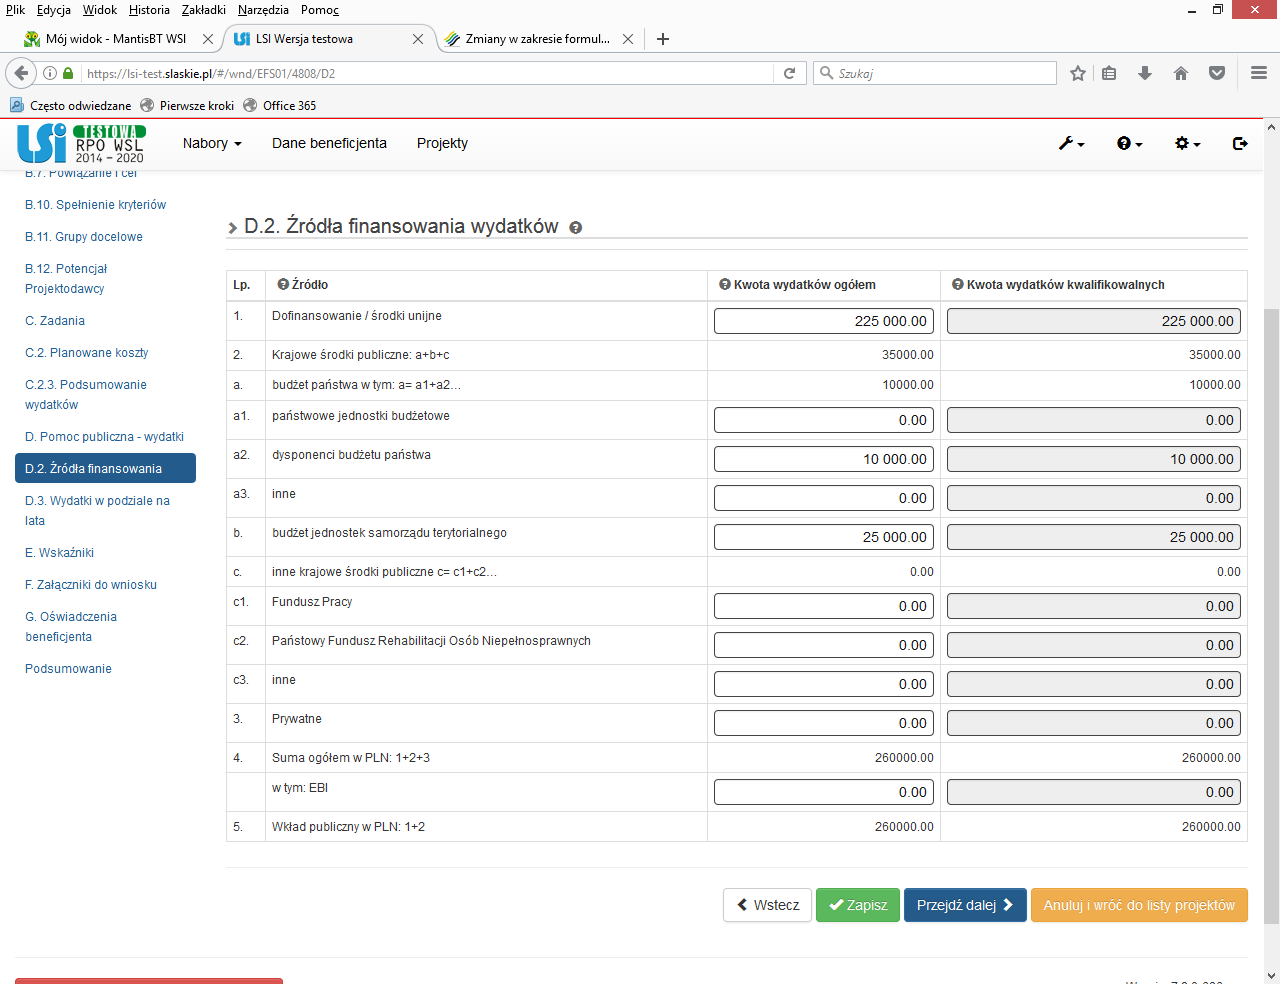 Plik Edycja Widok Historia Zakładki Narzędzia Pomoc
Mój widok - MantisBT WSI
LSI Wersja testowa
Zmiany w zakresie formul...
https://lsi-test.slaskie.pl/#/wnd/EFS01/4808/D2
Szukaj
Często odwiedzane Pierwsze kroki Office 365
LSi TESTOWA
RPO WSL
2014 – 2020
Nabory Dane beneficjenta Projekty
B.7. Powiązanie i cel
B.10. Spełnienie kryteriów
B.11. Grupy docelowe
B.12. Potencjał
Projektodawcy
C. Zadania
C.2. Planowane koszty
C.2.3. Podsumowanie
wydatków
D. Pomoc publiczna - wydatki
D.2. Źródła finansowania
D.3. Wydatki w podziale na
lata
E. Wskaźniki
F. Załączniki do wniosku
G. Oświadczenia
beneficjenta
Podsumowanie
D.2. Źródła finansowania wydatków
Lp. Źródło Kwota wydatków ogółem Kwota wydatków kwalifikowalnych
1. Dofinansowanie / środki unijne 225 000.00 225 000.00
2. Krajowe środki publiczne: a+b+c 35000.00 35000.00
a. budżet państwa w tym: a= a1+a2... 10000.00 10000.00
a1. państwowe jednostki budżetowe 0.00 0.00
a2. dysponenci budżetu państwa 10 000.00 10 000.00
a3. inne 0.00 0.00
b. budżet jednostek samorządu terytorialnego 25 000.00 25 000.00
c. inne krajowe środki publiczne c= c1+c2... 0.00 0.00
c1. Fundusz Pracy 0.00 0.00
c2. Państowy Fundusz Rehabilitacji Osób Niepełnosprawnych 0.00 0.00
c3. inne 0.00 0.00
3. Prywatne 0.00 0.00
4. Suma ogółem w PLN: 1+2+3 260000.00 260000.00
w tym: EBI 0.00 0.00
5. Wkład publiczny w PLN: 1+2 260000.00 260000.00
Wstecz Zapisz Przejdź dalej Anuluj i wróć do listy projektów